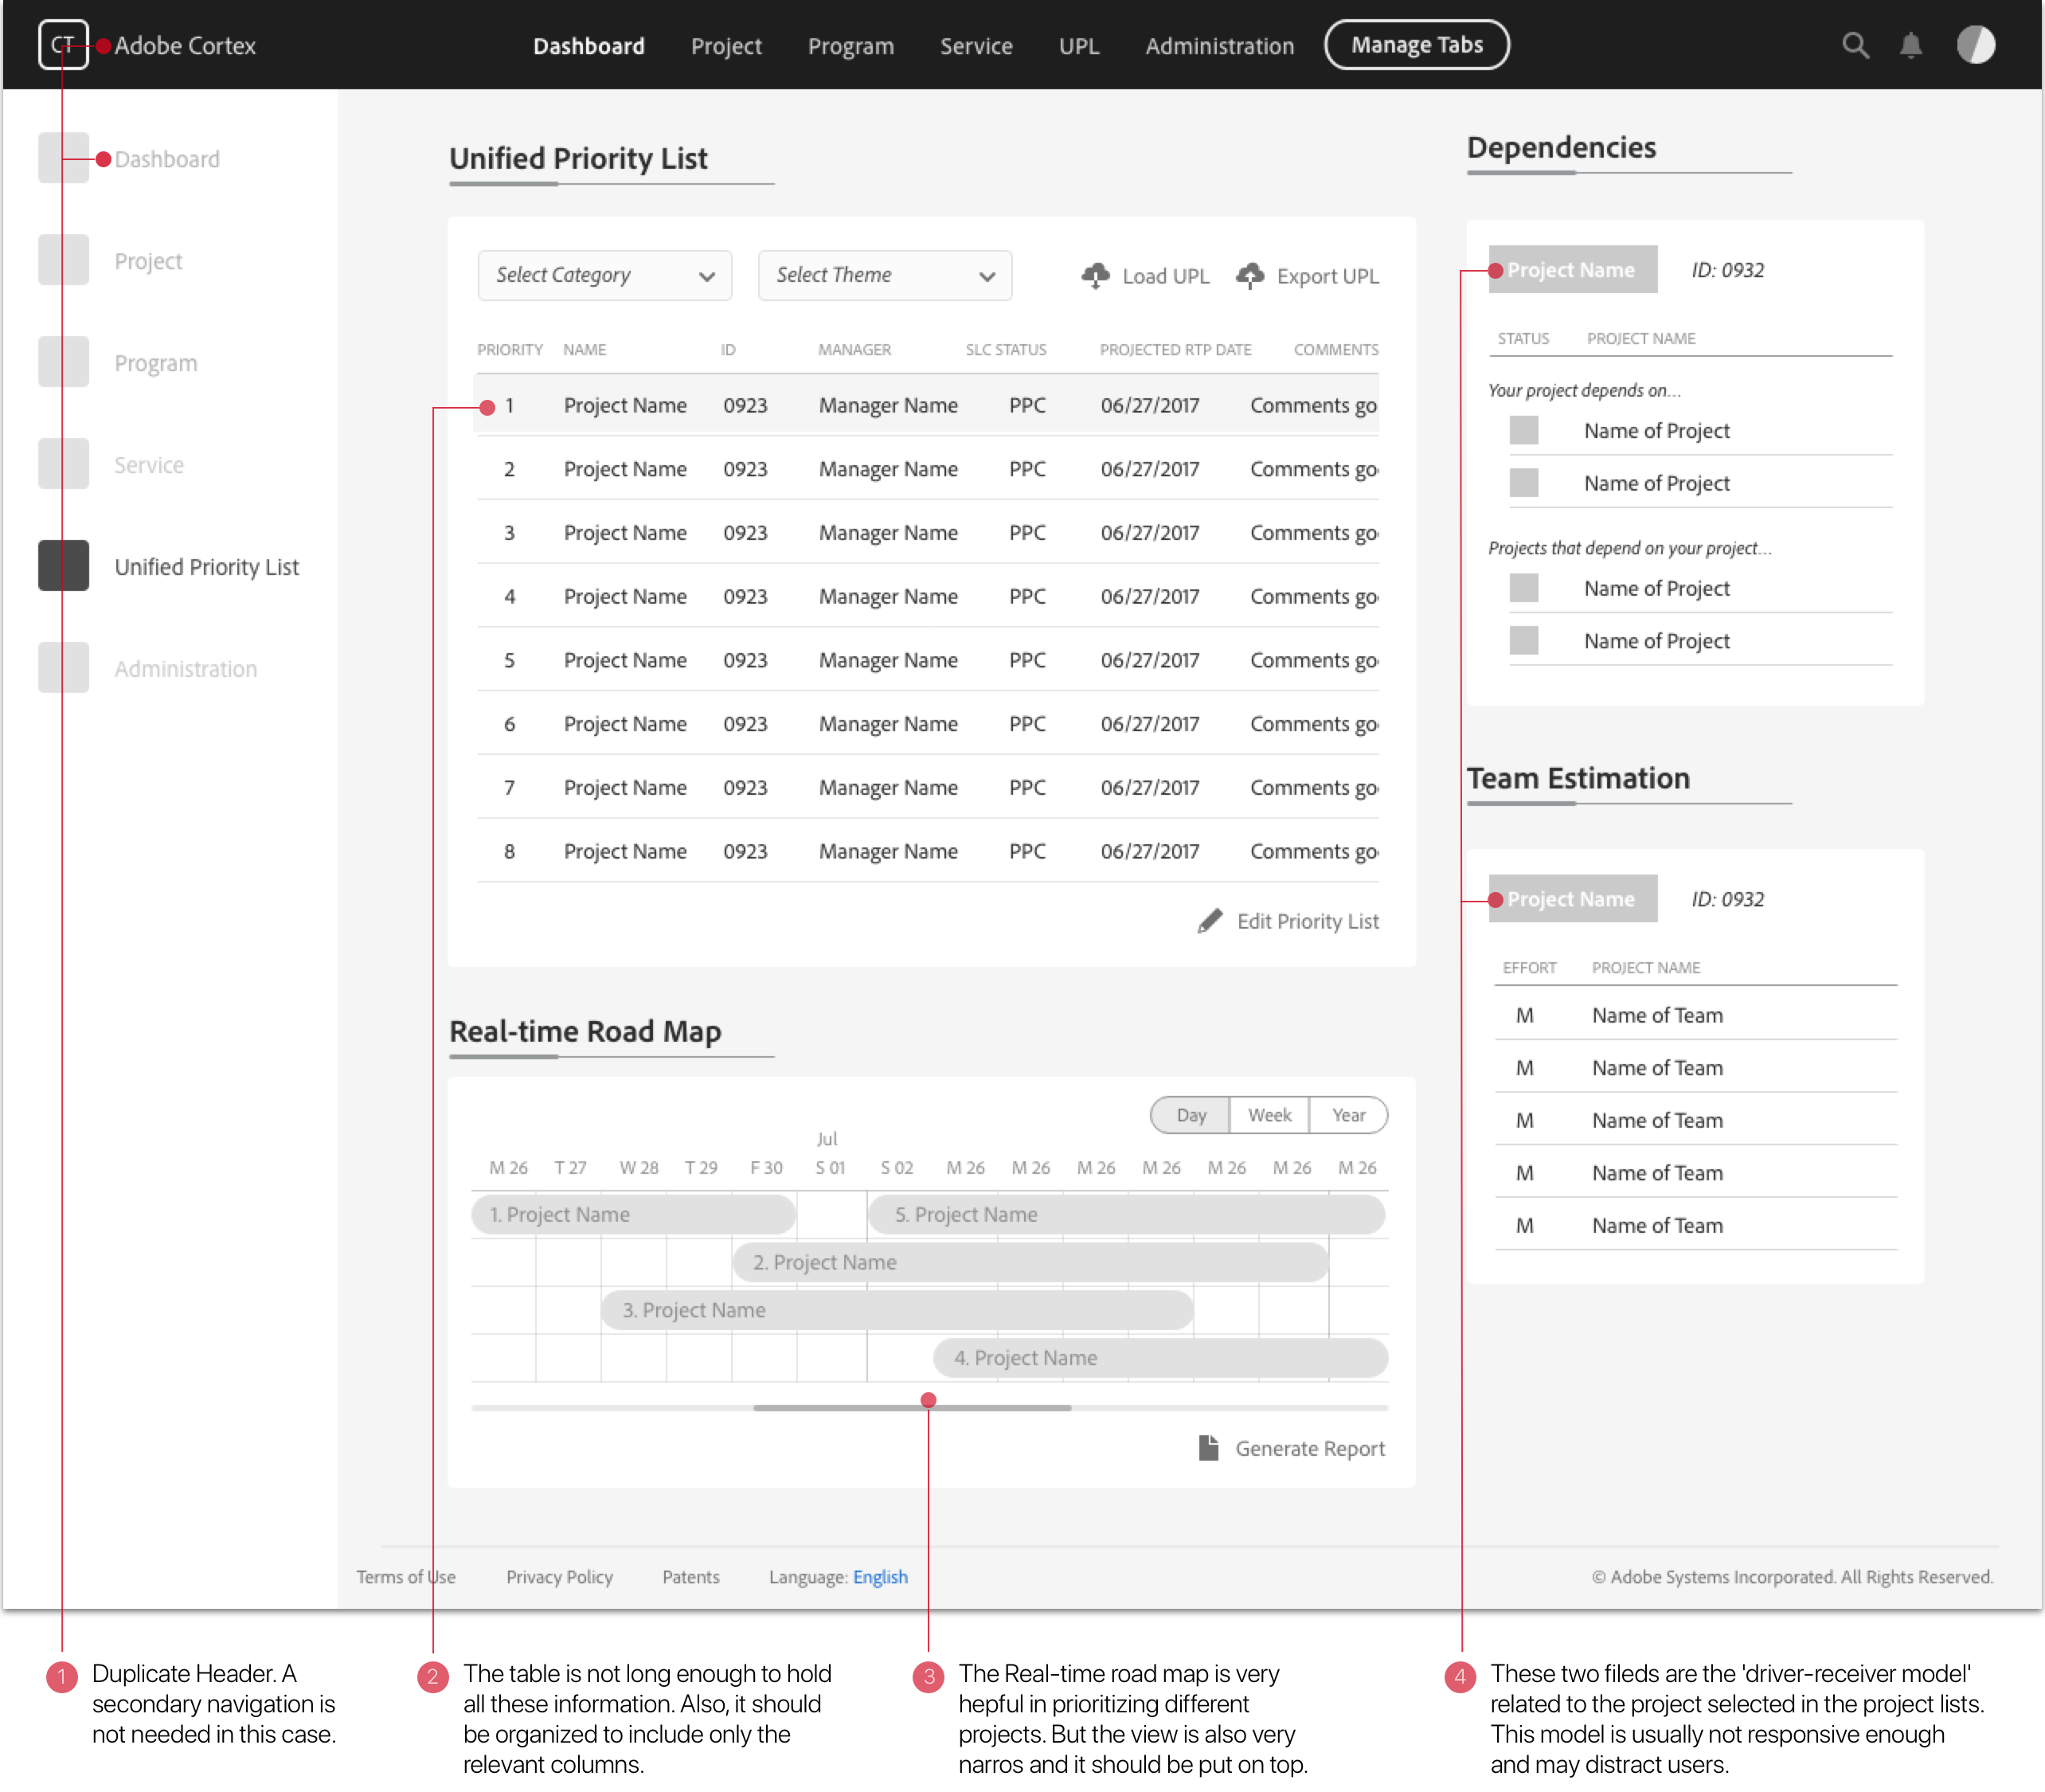 CT Adobe Cortex Dashboard Project Program Service UPL Administration Manage Tabs
Dashboard
Project
Program
Service
Unified Priority List
Administration
Unified Priority List
Select Category Select Theme Load UPL Export UPL
PRIORITY NAME ID MANAGER SLC STATUS PROJECTED RTP DATE COMMENTS
1 Project Name 0923 Manager Name PPC 06/27/2017 Comments go
2 Project Name 0923 Manager Name PPC 06/27/2017 Comments go
3 Project Name 0923 Manager Name PPC 06/27/2017 Comments go
4 Project Name 0923 Manager Name PPC 06/27/2017 Comments go
5 Project Name 0923 Manager Name PPC 06/27/2017 Comments go
6 Project Name 0923 Manager Name PPC 06/27/2017 Comments go
7 Project Name 0923 Manager Name PPC 06/27/2017 Comments go
8 Project Name 0923 Manager Name PPC 06/27/2017 Comments go
Edit Priority List
Real-time Road Map
Day Week Year
Jul
M 26 T 27 W 28 T 29 F 30 S 01 S 02 M 26 M 26 M 26 M 26 M 26 M 26 M 26
1. Project Name 5. Project Name
2. Project Name
3. Project Name
4. Project Name
Generate Report
Dependencies
Project Name ID: 0932
STATUS PROJECT NAME
Your project depends on...
Name of Project
Name of Project
Projects that depend on your project...
Name of Project
Name of Project
Team Estimation
Project Name ID: 0932
EFFORT PROJECT NAME
M Name of Team
M Name of Team
M Name of Team
M Name of Team
M Name of Team
Terms of Use Privacy Policy Patents Language: English © Adobe Systems Incorporated. All Rights Reserved.
1 Duplicate Header. A
secondary navigation is
not needed in this case.
2 The table is not long enough to hold
all these information. Also, it should
be organized to include only the
relevant columns.
3 The Real-time road map is very
hepful in prioritizing different
projects. But the view is also very
narros and it should be put on top.
4 These two fileds are the 'driver-receiver model'
related to the project selected in the project lists.
This model is usually not responsive enough
and may distract users.